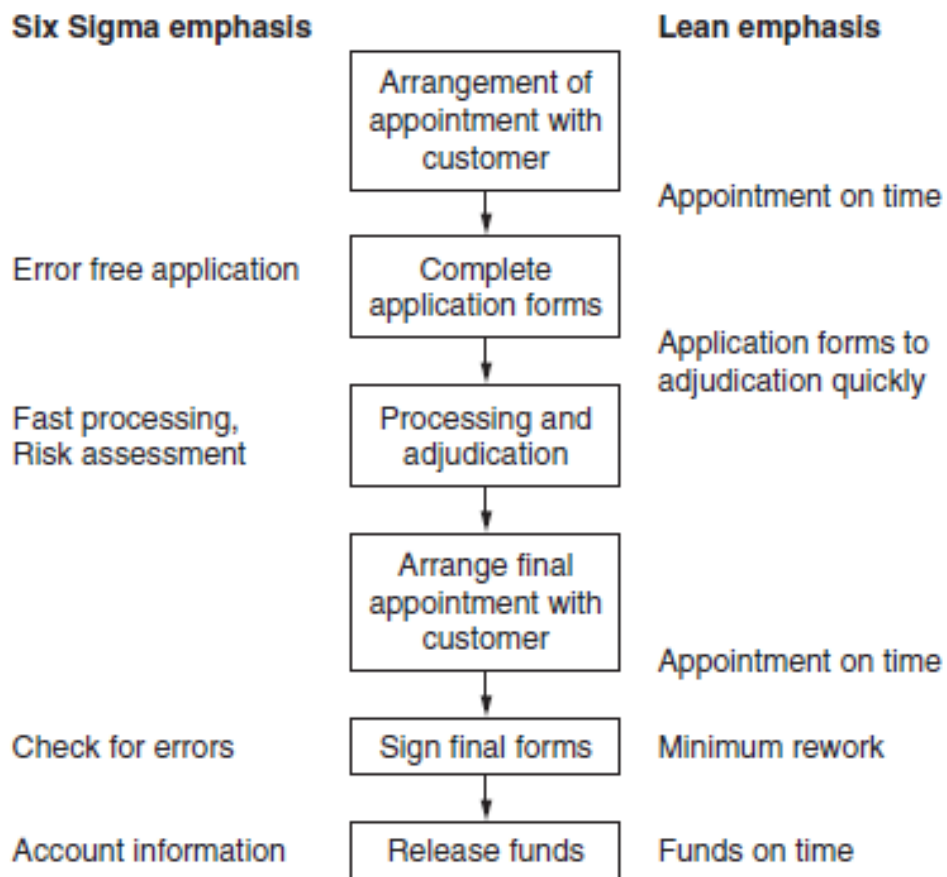 Six Sigma emphasis
Lean emphasis
Arrangement of
appointment with
customer
Appointment on time
Error free application
Complete
application forms
Application forms to
adjudication quickly
Fast processing,
Risk assessment
Processing and
adjudication
Arrange final
appointment with
customer
Appointment on time
Check for errors
Sign final forms
Minimum rework
Account information
Release funds
Funds on time